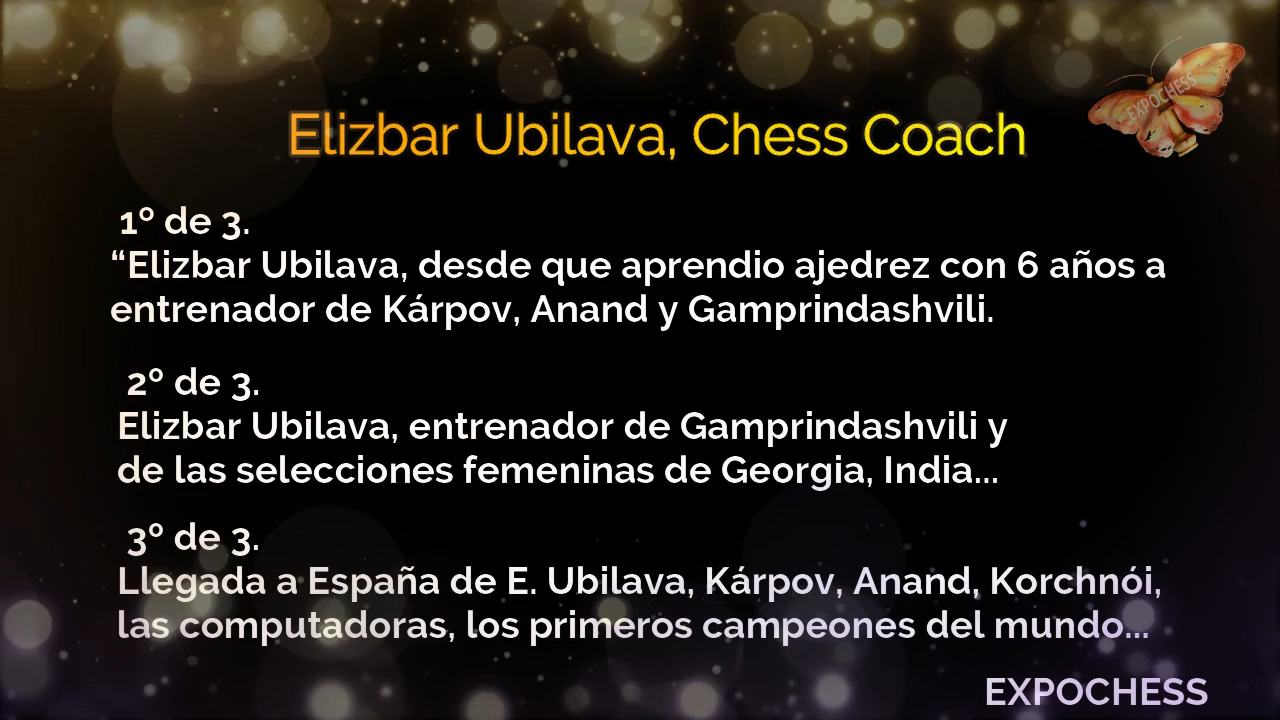 EXPOCHESS
Elizbar Ubilava, Chess Coach
1º de 3.
“Elizbar Ubilava, desde que aprendio ajedrez con 6 años a
entrenador de Kárpov, Anand y Gamprindashvili.
2º de 3.
Elizbar Ubilava, entrenador de Gamprindashvili y
de las selecciones femeninas de Georgia, India...
3º de 3.
Llegada a España de E. Ubilava, Kárpov, Anand, Korchnói,
las computadoras, los primeros campeones del mundo...
EXPOCHESS